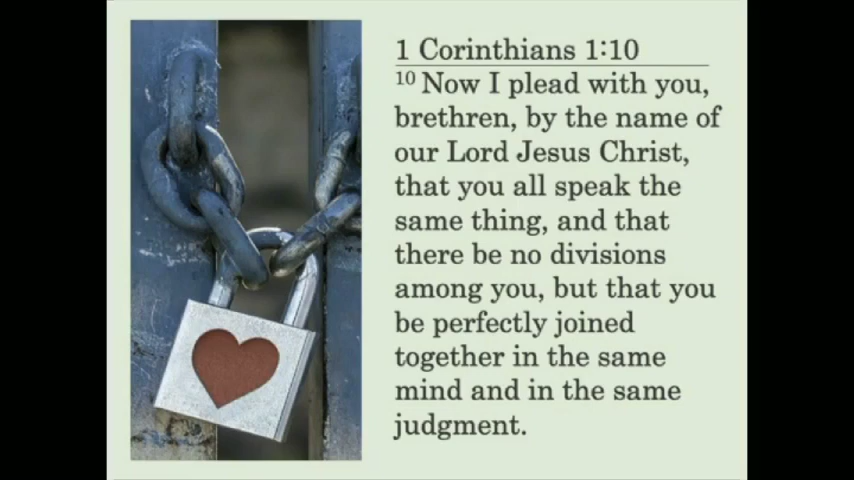 1 Corinthians 1:10
10 Now I plead with you,
brethren, by the name of
our Lord Jesus Christ,
that you all speak the
same thing, and that
there be no divisions
among you, but that you
be perfectly joined
together in the same
mind and in the same
judgment.